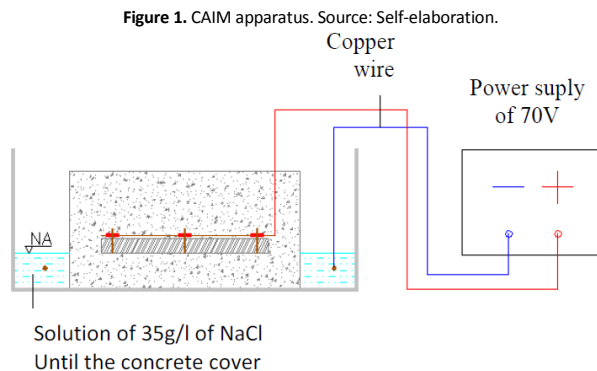 Figure 1. CAIM apparatus. Source: Self-elaboration.
Copper
wire
Power suply
of 70V
NA
Solution of 35g/l of NaCl
Until the concrete cover